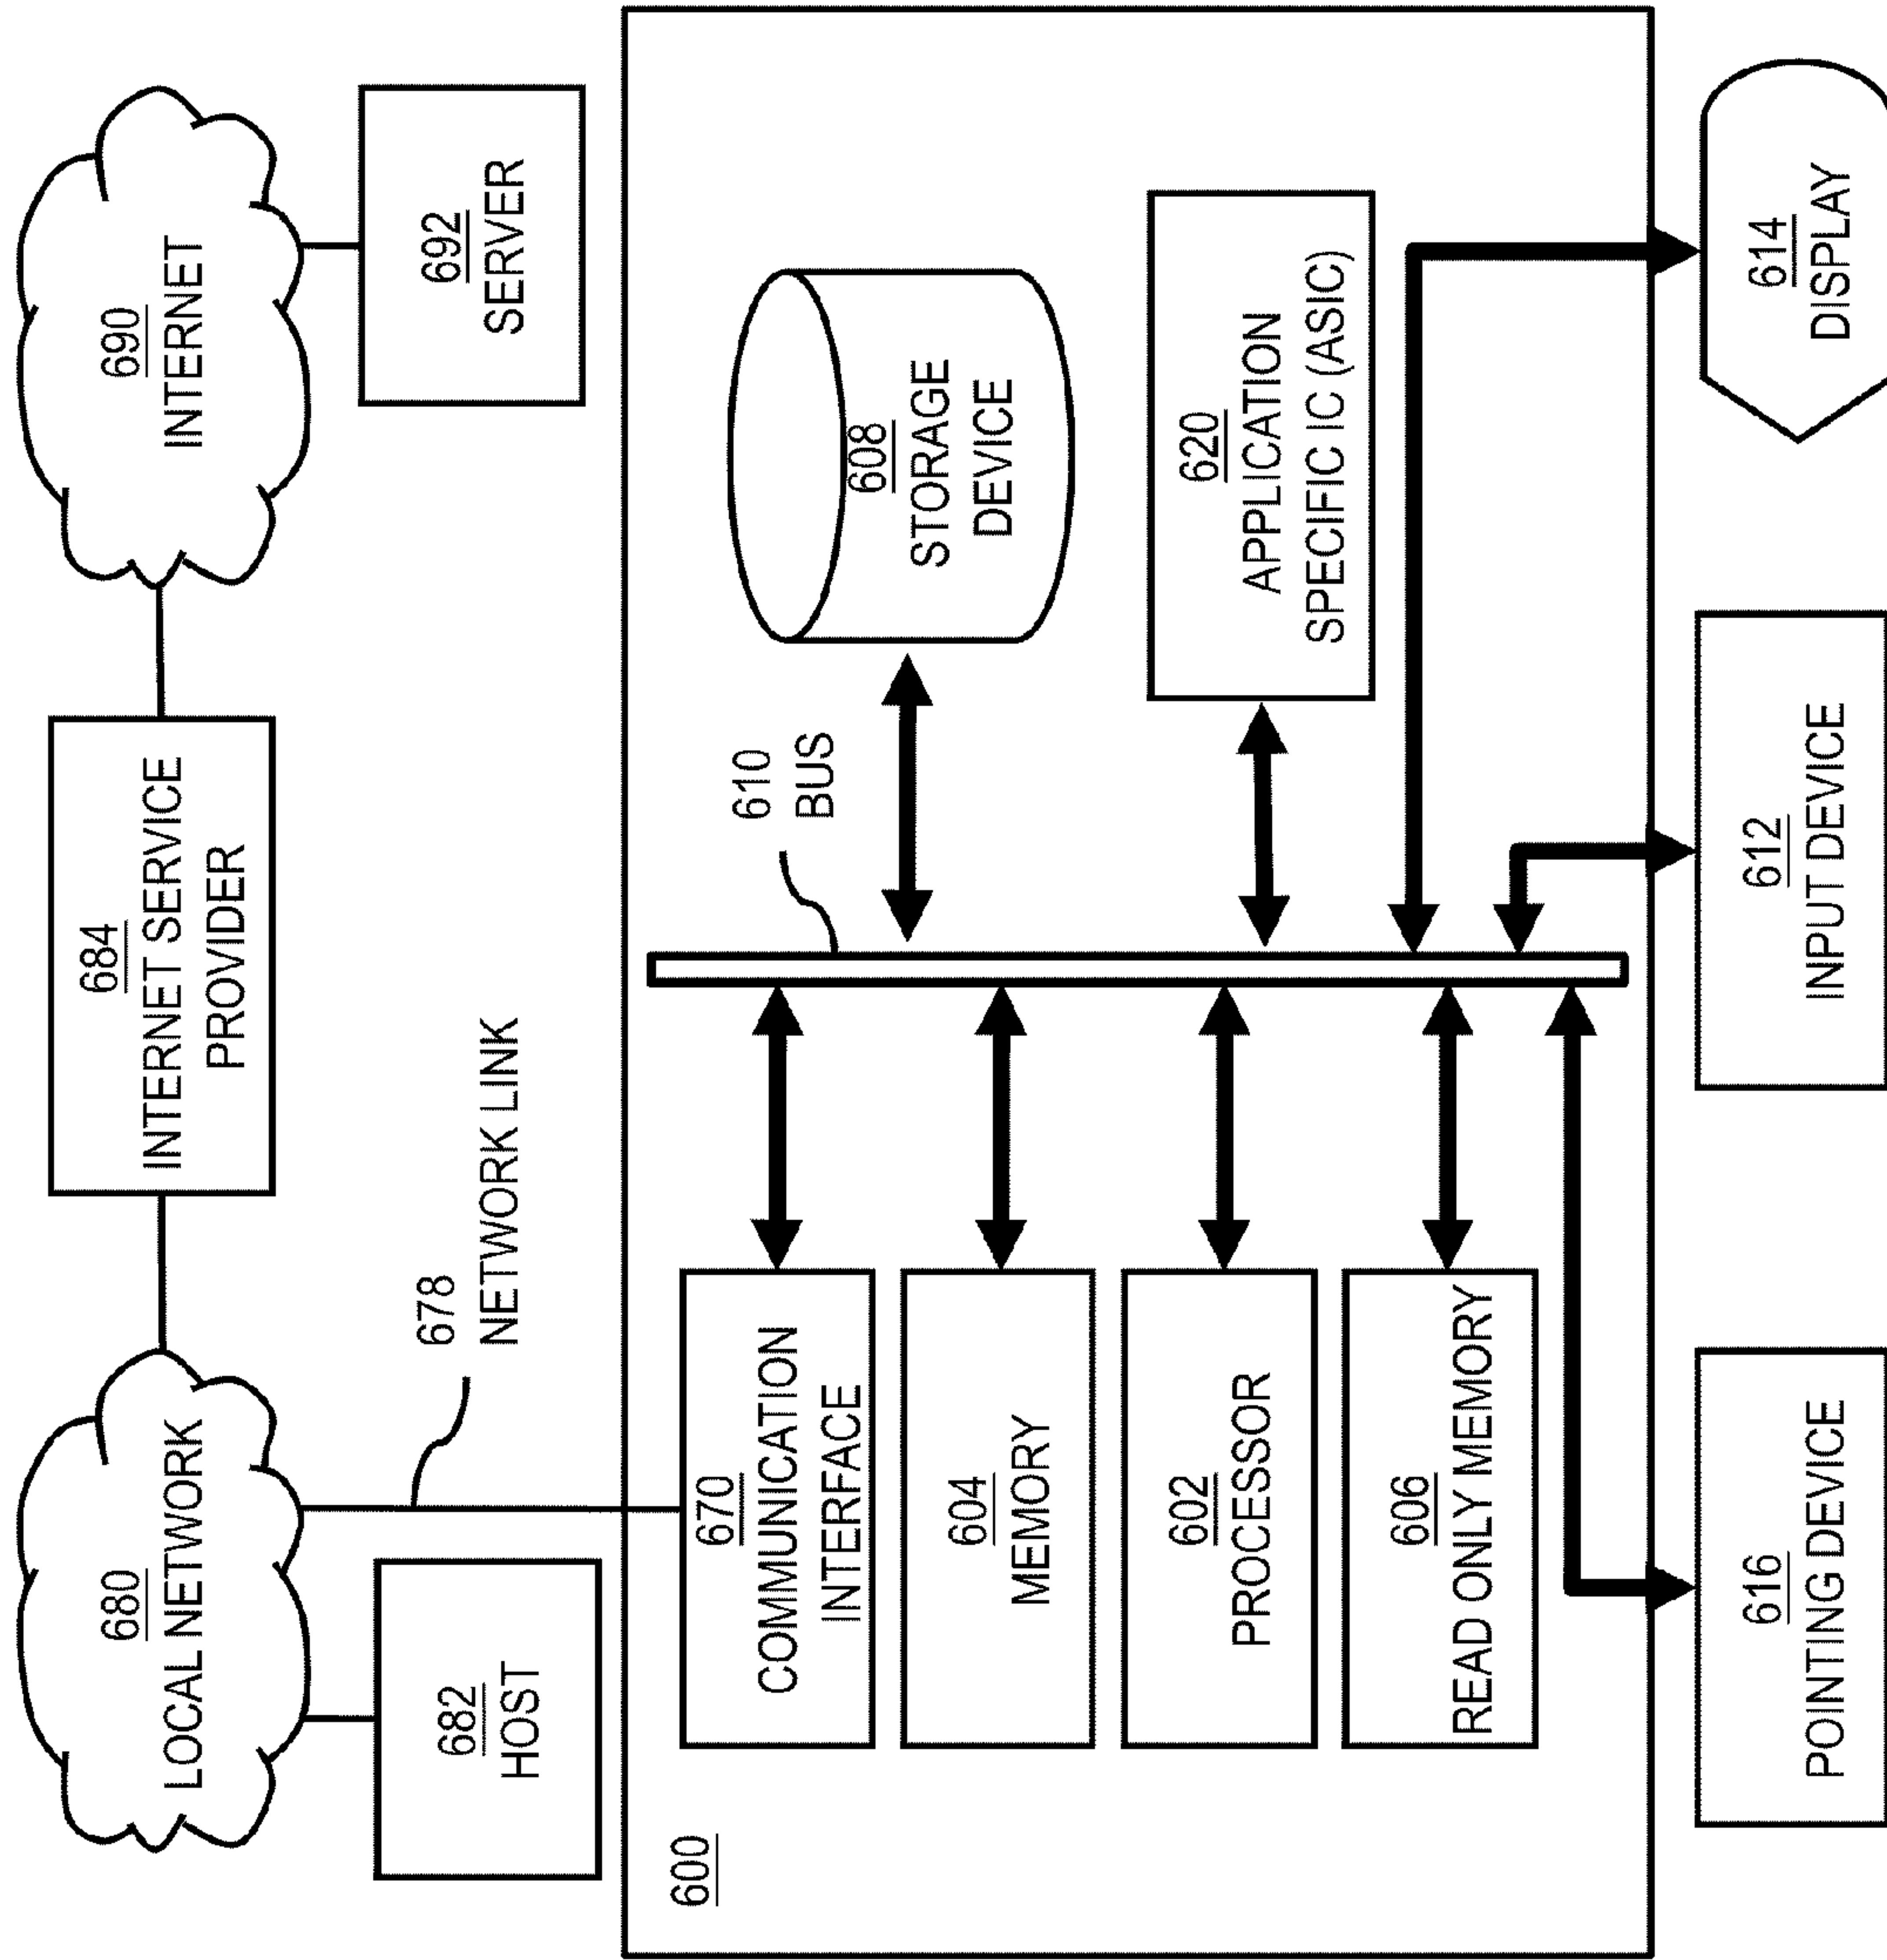 680
LOCAL NETWORK
684
INTERNET SERVICE
PROVIDER
690
INTERNET
682
HOST
678
NETWORK LINK
692
SERVER
600
670
COMMUNICATION
INTERFACE
610
BUS
608
STORAGE
DEVICE
604
MEMORY
602
PROCESSOR
620
APPLICATION
SPECIFIC IC (ASIC)
606
READ ONLY MEMORY
616
POINTING DEVICE
612
INPUT DEVICE
614
DISPLAY